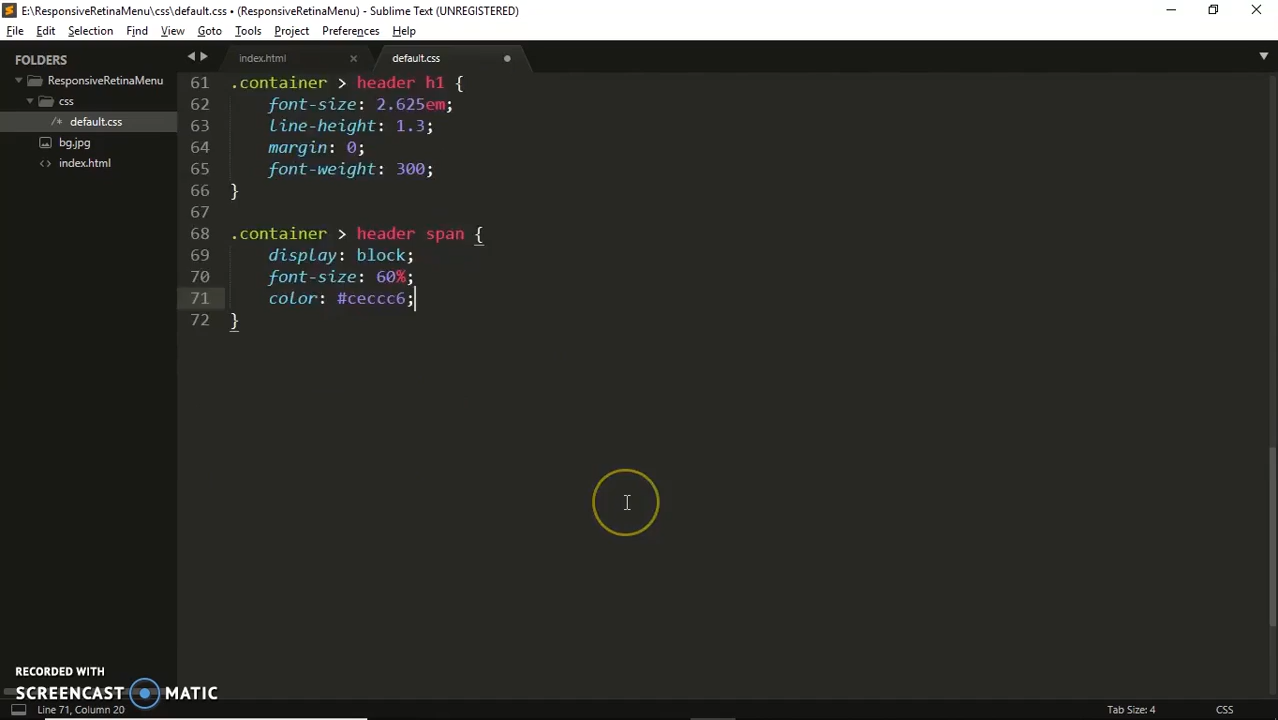 E:\ResponsiveRetinaMenu\css\default.css • (ResponsiveRetinaMenu) - Sublime Text (UNREGISTERED)
File Edit Selection Find View Goto Tools Project Preferences Help
FOLDERS
ResponsiveRetinaMenu
css
/* default.css
bg.jpg
<> index.html
index.html
default.css
61 .container > header h1 {
62 font-size: 2.625em;
63 line-height: 1.3;
64 margin: 0;
65 font-weight: 300;
66 }
67
68 .container > header span {
69 display: block;
70 font-size: 60%;
71 color: #ceccc6;
72 }
RECORDED WITH
SCREENCAST MATIC
Line 71, Column 20
Tab Size: 4
CSS